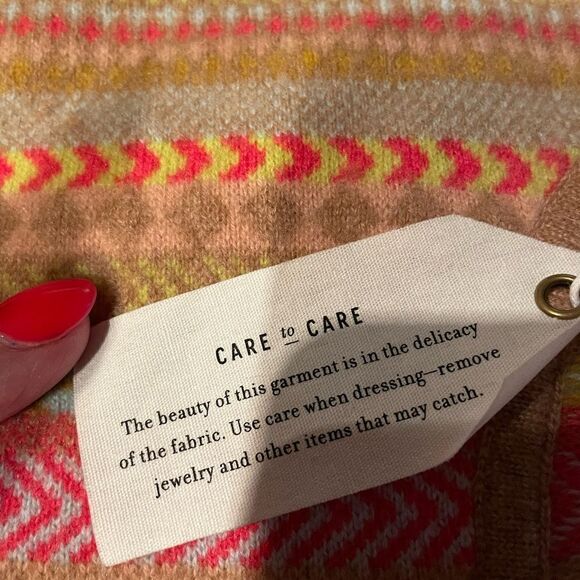 CARE to CARE
The beauty of this garment is in the delicacy
of the fabric. Use care when dressing—remove
jewelry and other items that may catch.